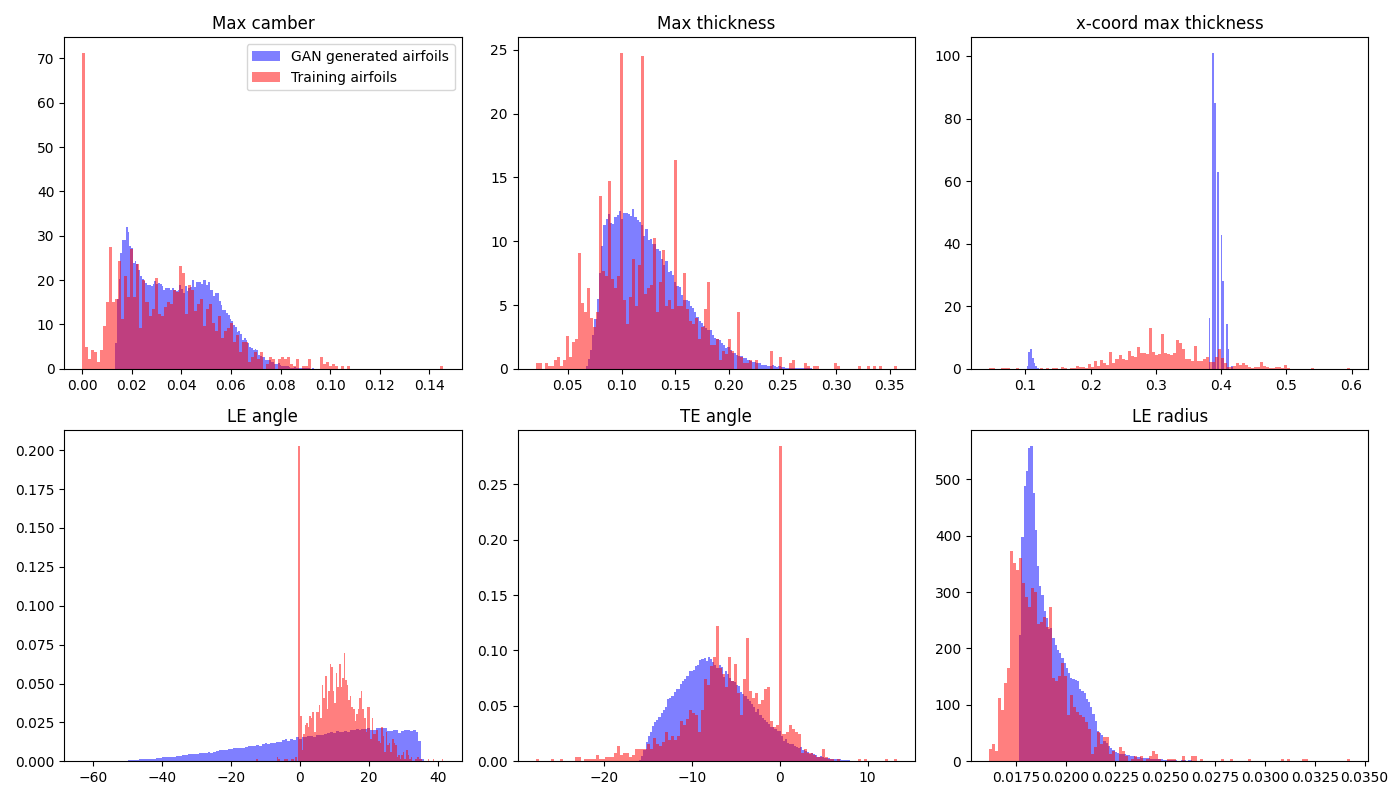 Max camber
GAN generated airfoils
Training airfoils
70
60
50
40
30
20
10
0
0.00 0.02 0.04 0.06 0.08 0.10 0.12 0.14
Max thickness
25
20
15
10
5
0
0.05 0.10 0.15 0.20 0.25 0.30 0.35
x-coord max thickness
100
80
60
40
20
0
0.1 0.2 0.3 0.4 0.5 0.6
LE angle
0.200
0.175
0.150
0.125
0.100
0.075
0.050
0.025
0.000
−60 −40 −20 0 20 40
TE angle
0.25
0.20
0.15
0.10
0.05
0.00
−20 −10 0 10
LE radius
500
400
300
200
100
0
0.0175 0.0200 0.0225 0.0250 0.0275 0.0300 0.0325 0.0350